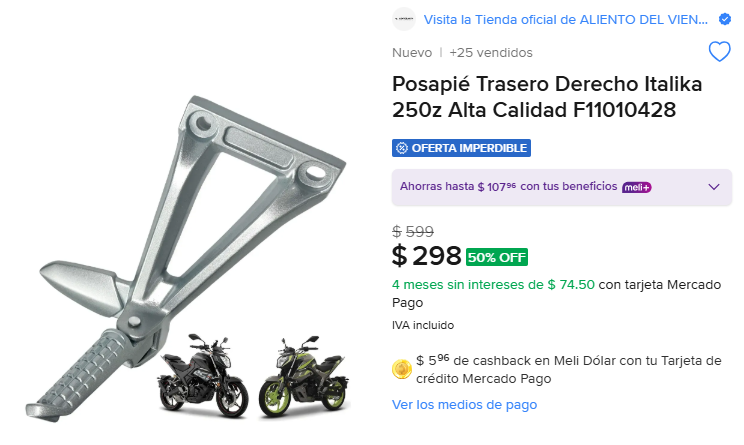 Visita la Tienda oficial de ALIENTO DEL VIEN...
Nuevo | +25 vendidos
Posapié Trasero Derecho Italika
250z Alta Calidad F11010428
OFERTA IMPERDIBLE
Ahorras hasta $ 107⁹⁶ con tus beneficios meli+
$ 599
$ 298 50% OFF
4 meses sin intereses de $ 74.50 con tarjeta Mercado
Pago
IVA incluido
$ 5⁹⁶ de cashback en Meli Dólar con tu Tarjeta de
crédito Mercado Pago
Ver los medios de pago